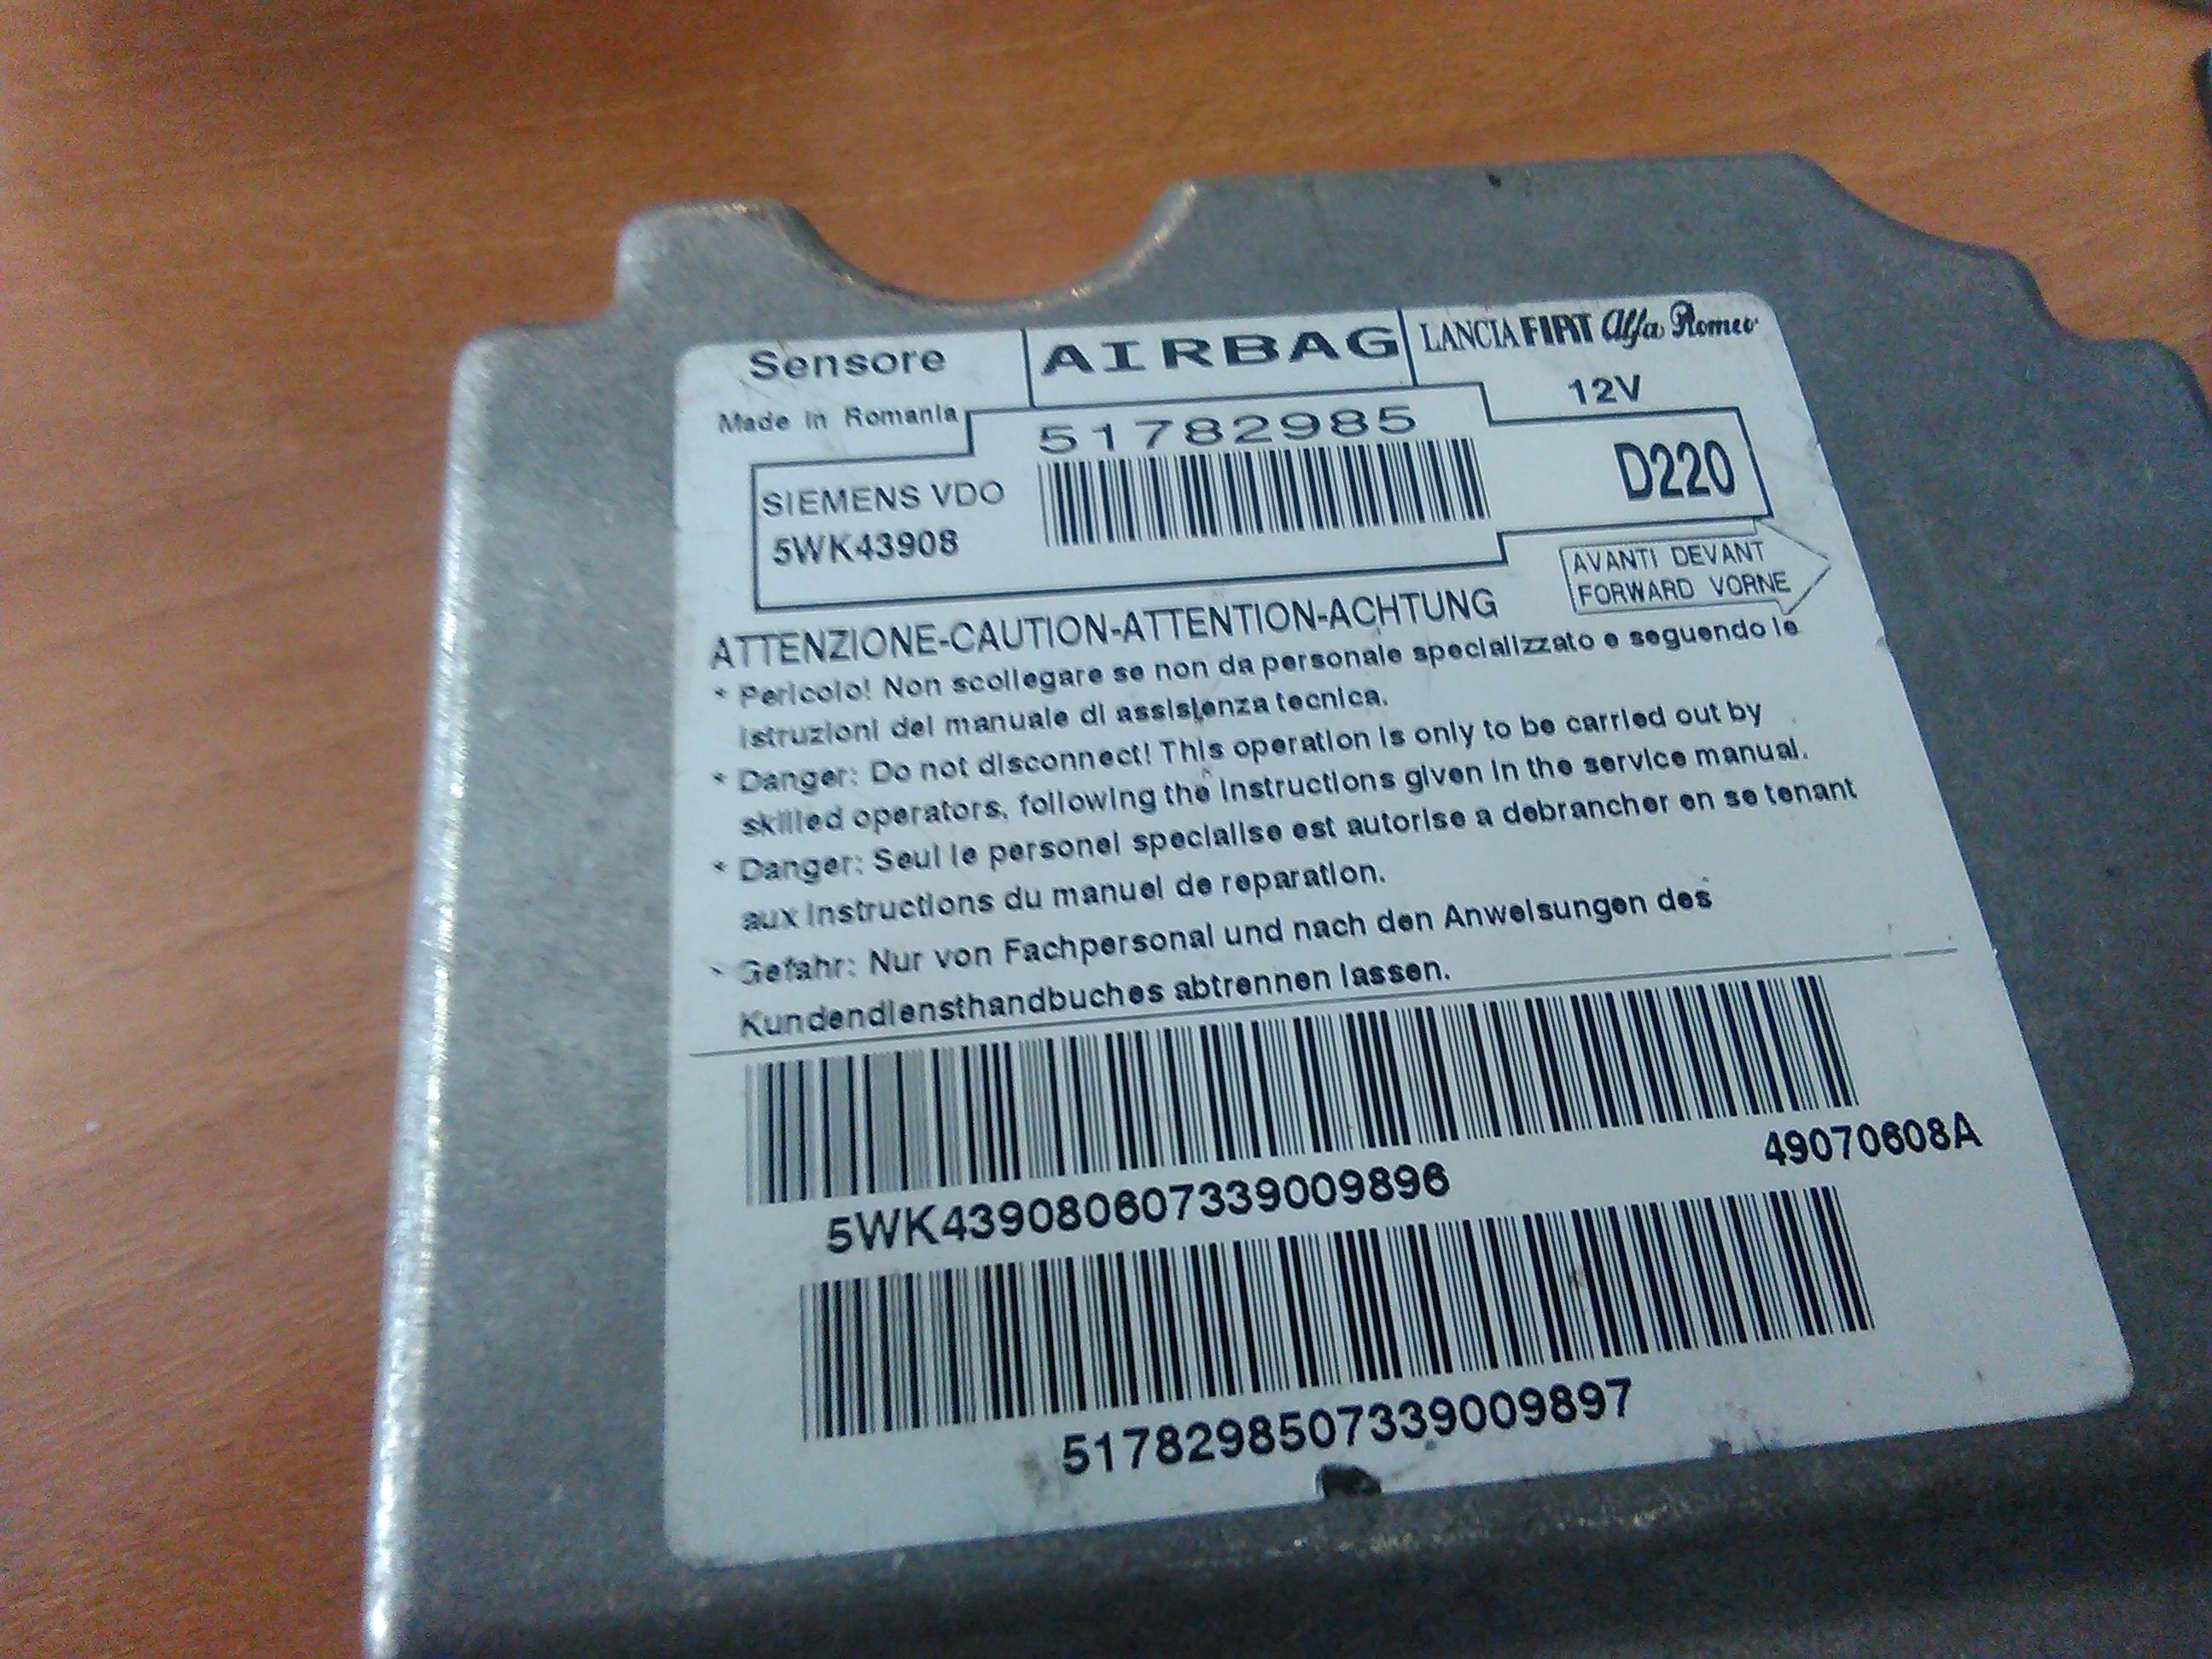 Sensore
AIRBAG
LANCIA FIAT Alfa Romeo
Made in Romania
51782985
12V
SIEMENS VDO
5WK43908
D220
AVANTI DEVANT
FORWARD VORNE
ATTENZIONE-CAUTION-ATTENTION-ACHTUNG
* Pericolo! Non scollegare se non da personale specializzato e seguendo le
istruzioni del manuale di assistenza tecnica.
* Danger: Do not disconnect! This operation is only to be carried out by
skilled operators, following the instructions given in the service manual.
* Danger: Seul le personel specialise est autorise a debrancher en se tenant
aux instructions du manuel de reparation.
* Gefahr: Nur von Fachpersonal und nach den Anweisungen des
Kundendiensthandbuches abtrennen lassen.
49070608A
5WK439080607339009896
5178298507339009897